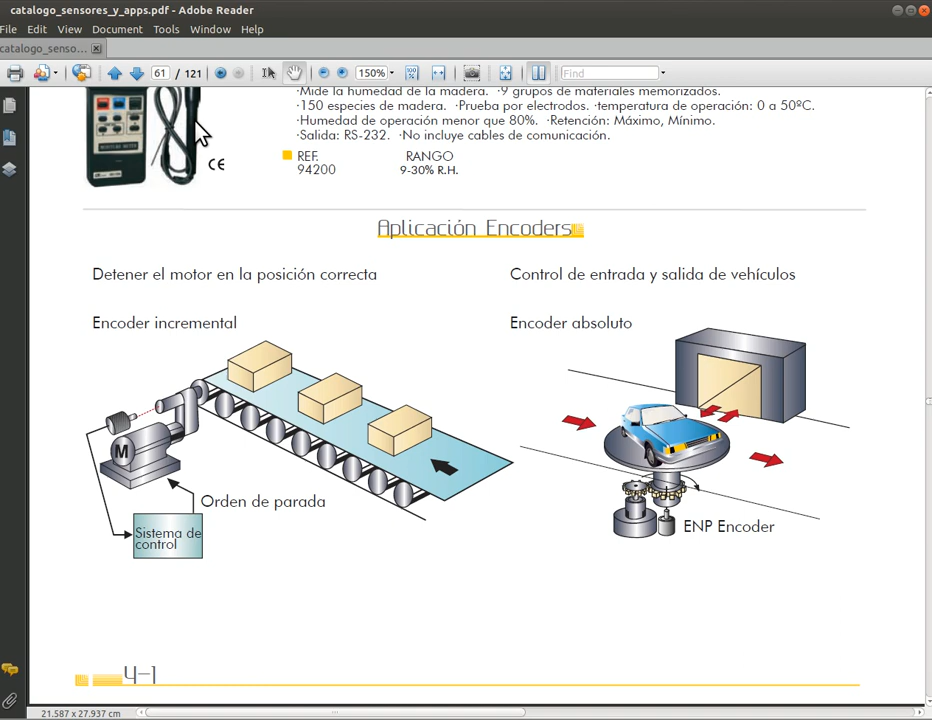 catalogo_sensores_y_apps.pdf - Adobe Reader
File Edit View Document Tools Window Help
catalogo_senso...
61 / 121
150%
Find
·Mide la humedad de la madera. ·9 grupos de materiales memorizados.
·150 especies de madera. ·Prueba por electrodos. ·temperatura de operación: 0 a 50ºC.
·Humedad de operación menor que 80%. ·Retención: Máximo, Mínimo.
·Salida: RS-232. ·No incluye cables de comunicación.
CE
REF. RANGO
94200 9-30% R.H.
Aplicación Encoders
Detener el motor en la posición correcta
Control de entrada y salida de vehículos
Encoder incremental
Encoder absoluto
M
Orden de parada
Sistema de
control
ENP Encoder
4-1
21.587 x 27.937 cm